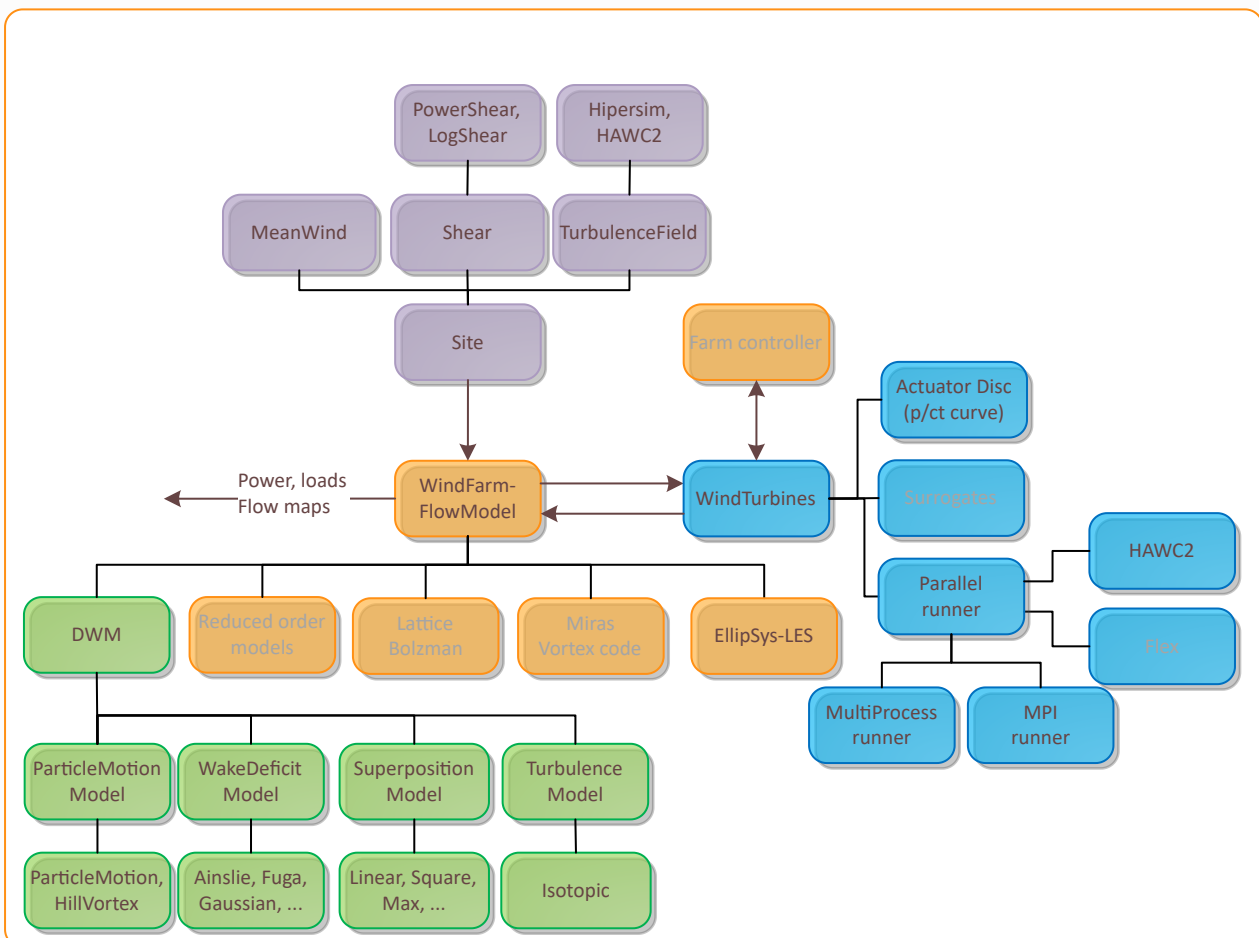 PowerShear,
LogShear
Hipersim,
HAWC2
MeanWind
Shear
TurbulenceField
Site
Farm controller
Actuator Disc
(p/ct curve)
Power, loads
Flow maps
WindFarm-
FlowModel
WindTurbines
Surrogates
HAWC2
Parallel
runner
DWM
Reduced order
models
Lattice
Bolzman
Miras
Vortex code
EllipSys-LES
Flex
MultiProcess
runner
MPI
runner
ParticleMotion
Model
WakeDeficit
Model
Superposition
Model
Turbulence
Model
ParticleMotion,
HillVortex
Ainslie, Fuga,
Gaussian, ...
Linear, Square,
Max, ...
Isotopic